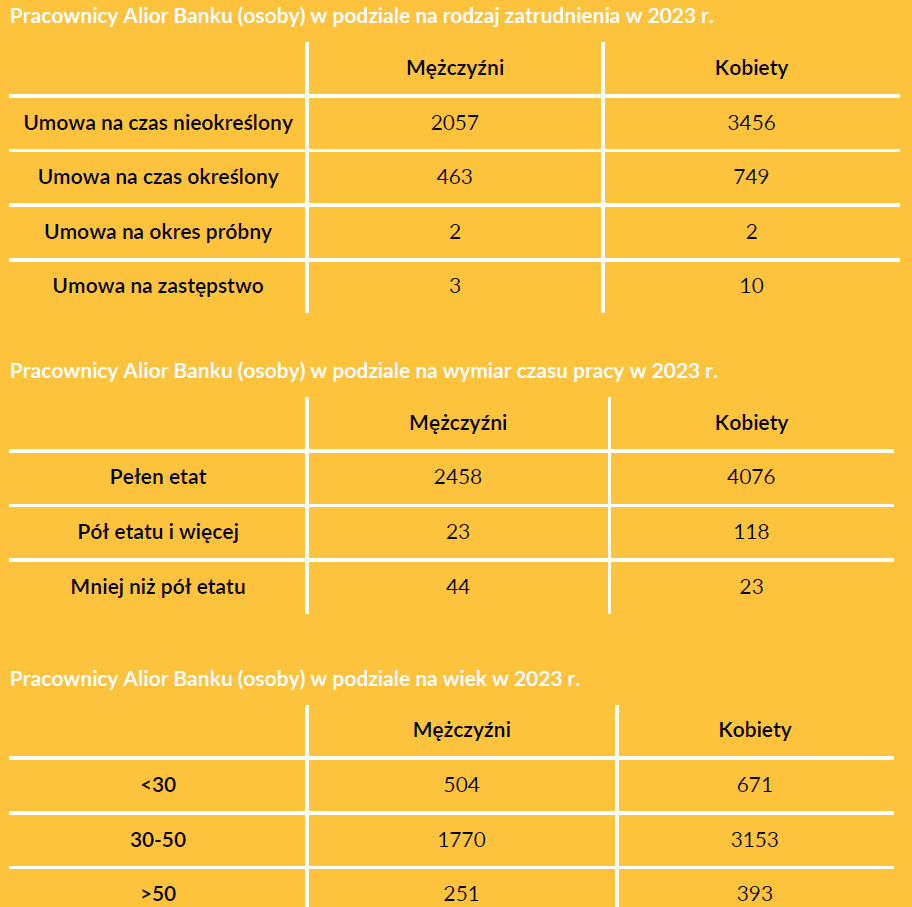 Pracownicy Alior Banku (osoby) w podziale na rodzaj zatrudnienia w 2023 r.
Mężczyźni Kobiety
Umowa na czas nieokreślony 2057 3456
Umowa na czas określony 463 749
Umowa na okres próbny 2 2
Umowa na zastępstwo 3 10
Pracownicy Alior Banku (osoby) w podziale na wymiar czasu pracy w 2023 r.
Mężczyźni Kobiety
Pełen etat 2458 4076
Pół etatu i więcej 23 118
Mniej niż pół etatu 44 23
Pracownicy Alior Banku (osoby) w podziale na wiek w 2023 r.
Mężczyźni Kobiety
<30 504 671
30-50 1770 3153
>50 251 393